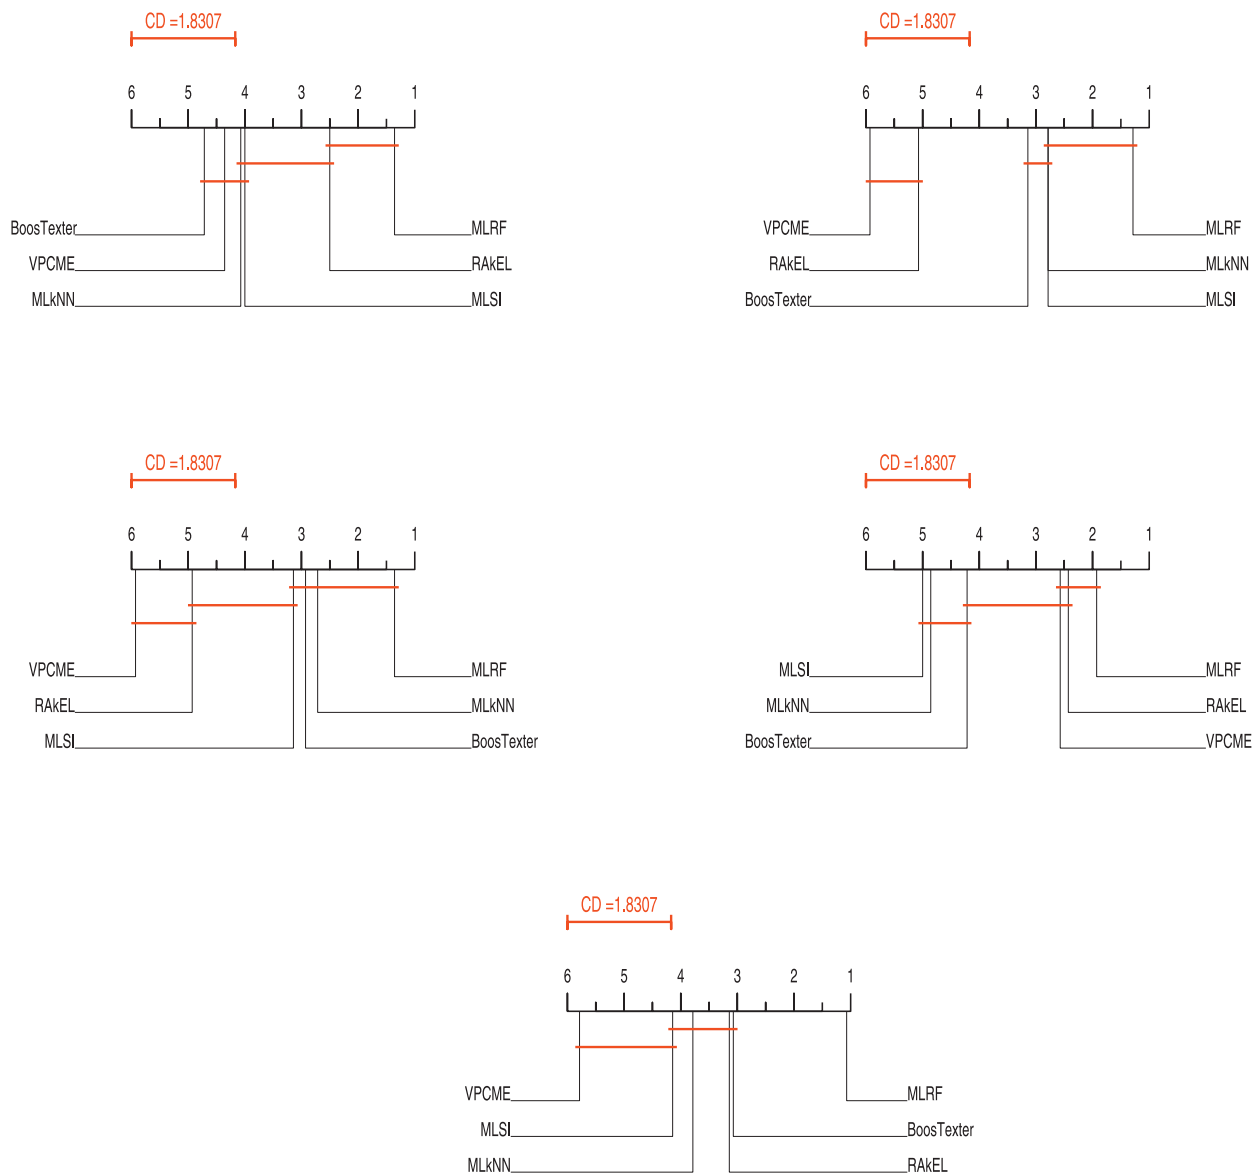 CD =1.8307 CD =1.8307
6 5 4 3 2 1 6 5 4 3 2 1
BoosTexter MLRF VPCME MLRF
VPCME RAkEL RAkEL MLkNN
MLkNN MLSI BoosTexter MLSI
CD =1.8307 CD =1.8307
6 5 4 3 2 1 6 5 4 3 2 1
VPCME MLRF MLSI MLRF
RAkEL MLkNN MLkNN RAkEL
MLSI BoosTexter BoosTexter VPCME
CD =1.8307
6 5 4 3 2 1
VPCME MLRF
MLSI BoosTexter
MLkNN RAkEL